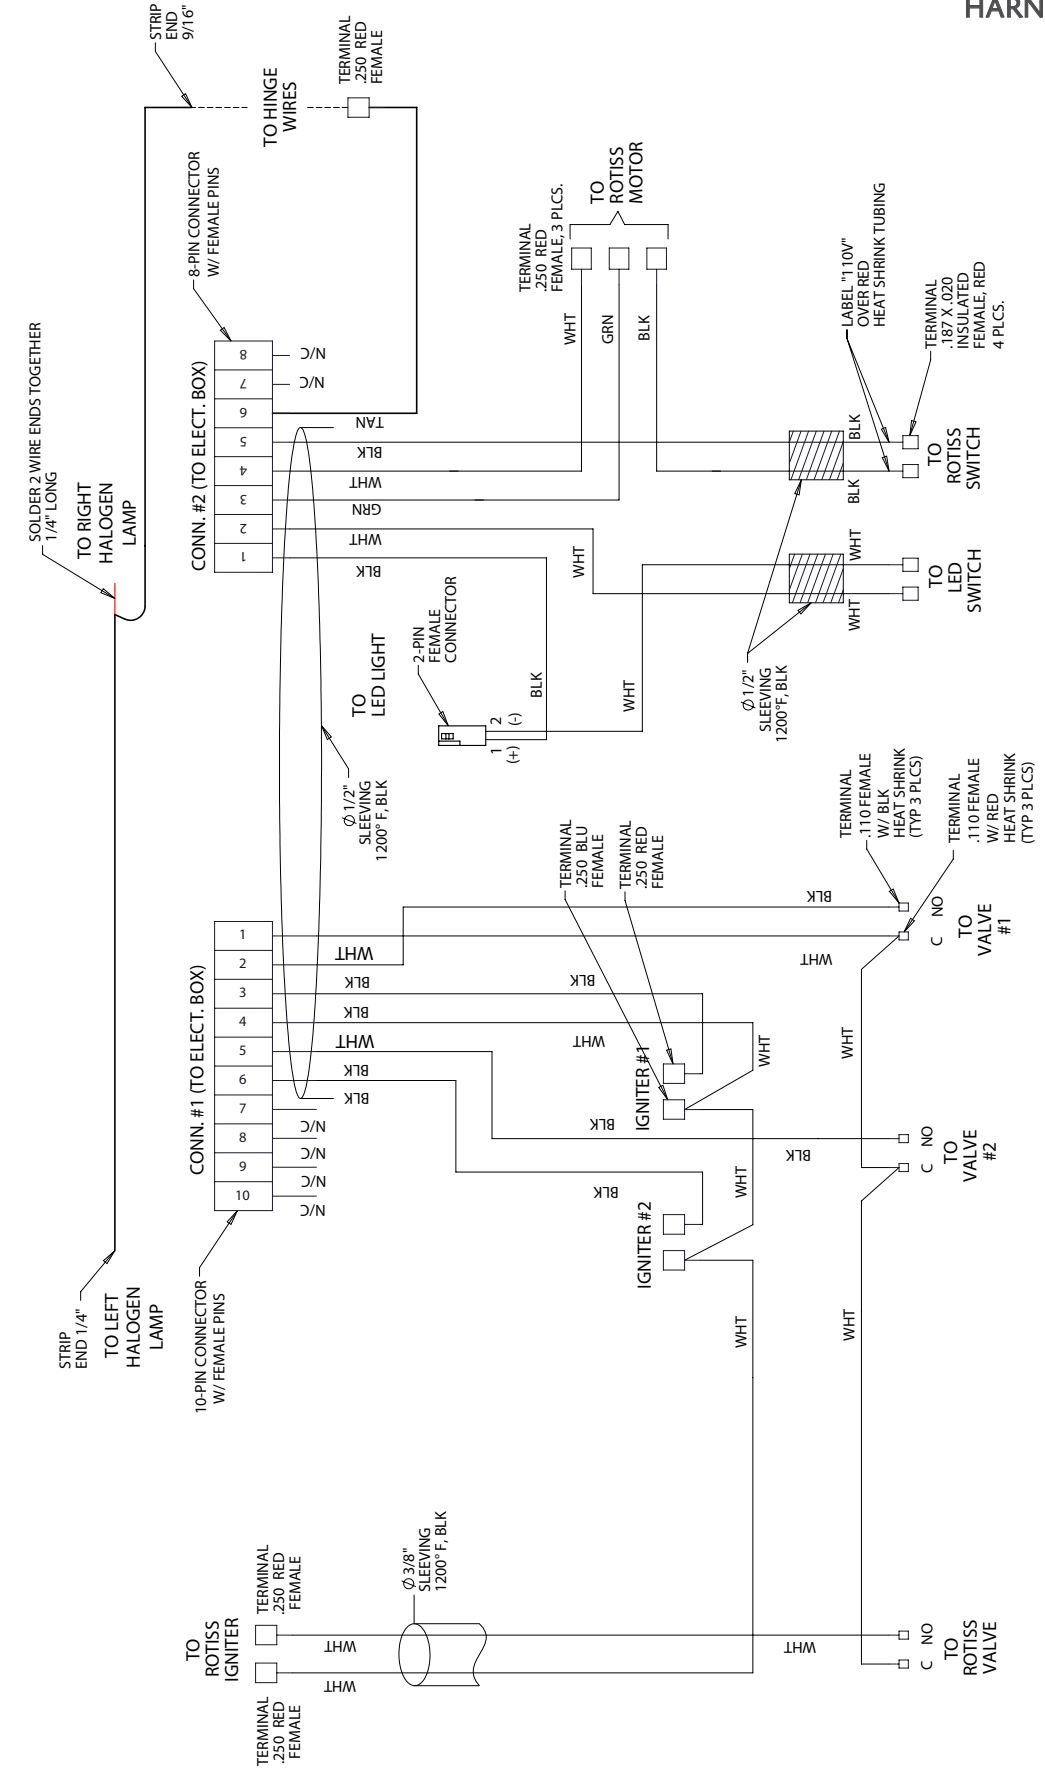 HARN
STRIP
END
9/16"
TERMINAL
.250 RED
FEMALE
TO HINGE
WIRES
8-PIN CONNECTOR
W/ FEMALE PINS
SOLDER 2 WIRE ENDS TOGETHER
1/4" LONG
TO RIGHT
HALOGEN
LAMP
CONN. #2 (TO ELECT. BOX)
8
7
6
5
4
3
2
1
N/C
N/C
TAN
BLK
WHT
GRN
WHT
BLK
TERMINAL
.250 RED
FEMALE, 3 PLCS.
TO
ROTISS
MOTOR
WHT
GRN
BLK
LABEL "110V"
OVER RED
HEAT SHRINK TUBING
TERMINAL
.187 X .020
INSULATED
FEMALE, RED
4 PLCS.
BLK
BLK
TO
ROTISS
SWITCH
WHT
WHT
WHT
TO
LED
SWITCH
TO
LED LIGHT
2-PIN
FEMALE
CONNECTOR
1
(+)
2
(-)
BLK
WHT
Ø 1/2"
SLEEVING
1200°F, BLK
Ø 1/2"
SLEEVING
1200° F, BLK
TERMINAL
.250 BLU
FEMALE
TERMINAL
.250 RED
FEMALE
TERMINAL
.110 FEMALE
W/ BLK
HEAT SHRINK
(TYP 3 PLCS)
TERMINAL
.110 FEMALE
W/ RED
HEAT SHRINK
(TYP 3 PLCS)
CONN. #1 (TO ELECT. BOX)
1
2
3
4
5
6
7
8
9
10
WHT
BLK
BLK
WHT
BLK
BLK
N/C
N/C
N/C
N/C
BLK
WHT
BLK
WHT
C NO
TO
VALVE
#1
IGNITER #1
WHT
WHT
BLK
BLK
C NO
TO
VALVE
#2
IGNITER #2
BLK
WHT
WHT
WHT
STRIP
END 1/4"
TO LEFT
HALOGEN
LAMP
10-PIN CONNECTOR
W/ FEMALE PINS
TO
ROTISS
IGNITER
TERMINAL
.250 RED
FEMALE
TERMINAL
.250 RED
FEMALE
WHT
WHT
Ø 3/8"
SLEEVING
1200° F, BLK
WHT
C NO
TO
ROTISS
VALVE